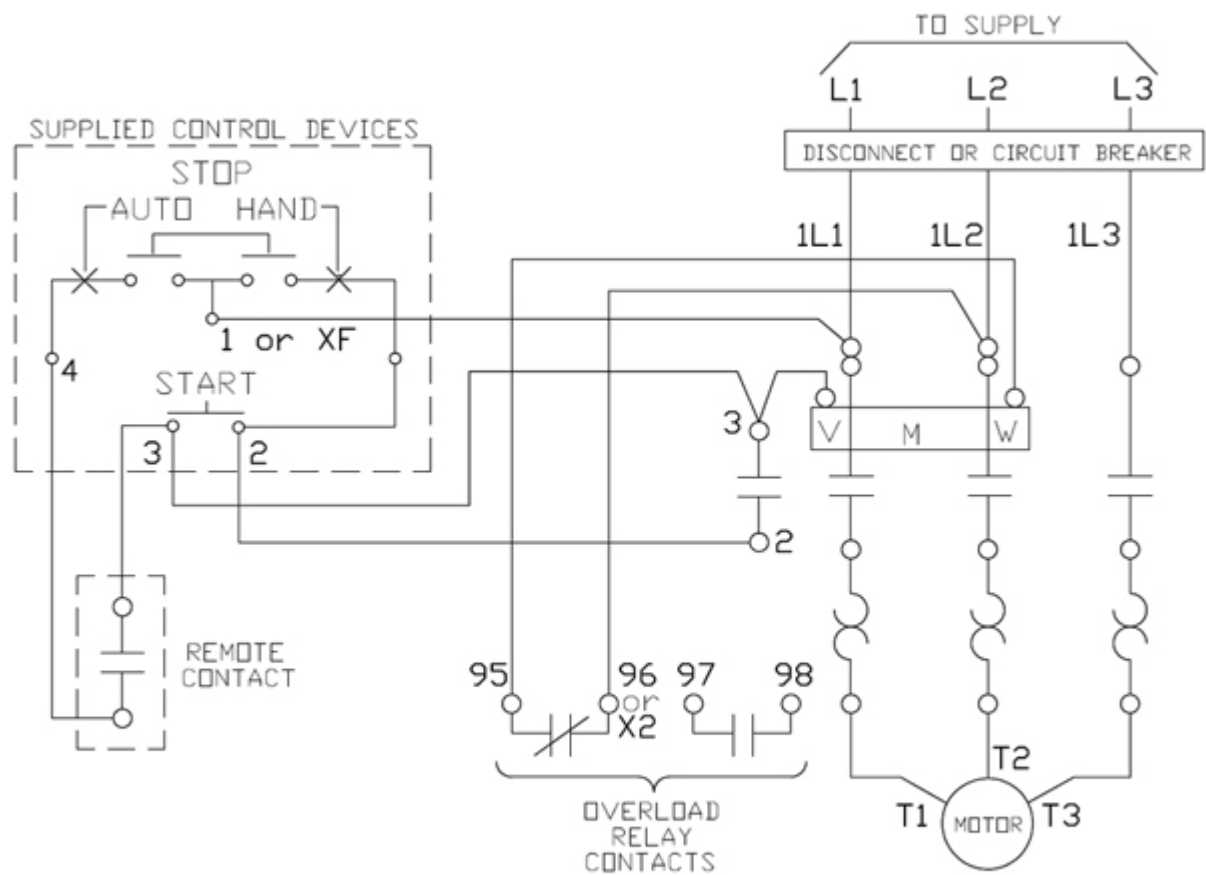 TO SUPPLY
L1 L2 L3
SUPPLIED CONTROL DEVICES
DISCONNECT OR CIRCUIT BREAKER
STOP
AUTO HAND
1L1 1L2 1L3
1 or XF
4
START
3 2
3
V M W
2
REMOTE
CONTACT
95 96 97 98
or
X2
T2
T1 MOTOR T3
OVERLOAD
RELAY
CONTACTS